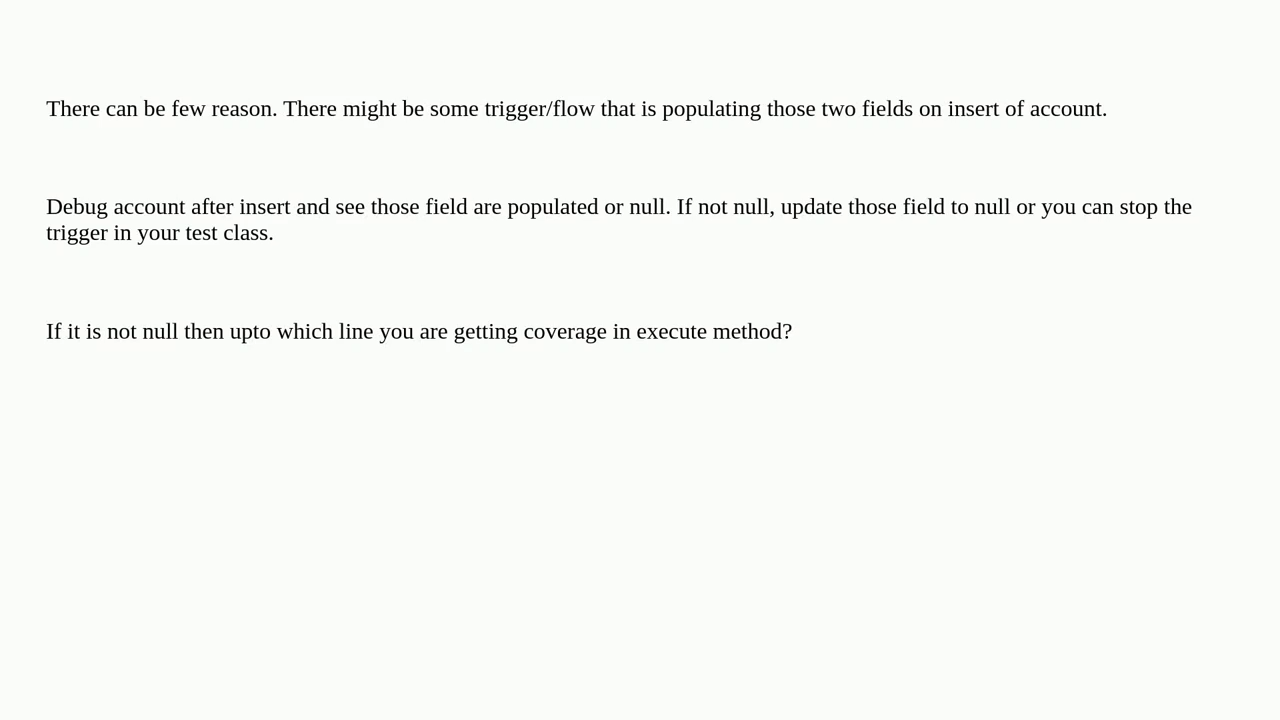 There can be few reason. There might be some trigger/flow that is populating those two fields on insert of account.
Debug account after insert and see those field are populated or null. If not null, update those field to null or you can stop the
trigger in your test class.
If it is not null then upto which line you are getting coverage in execute method?